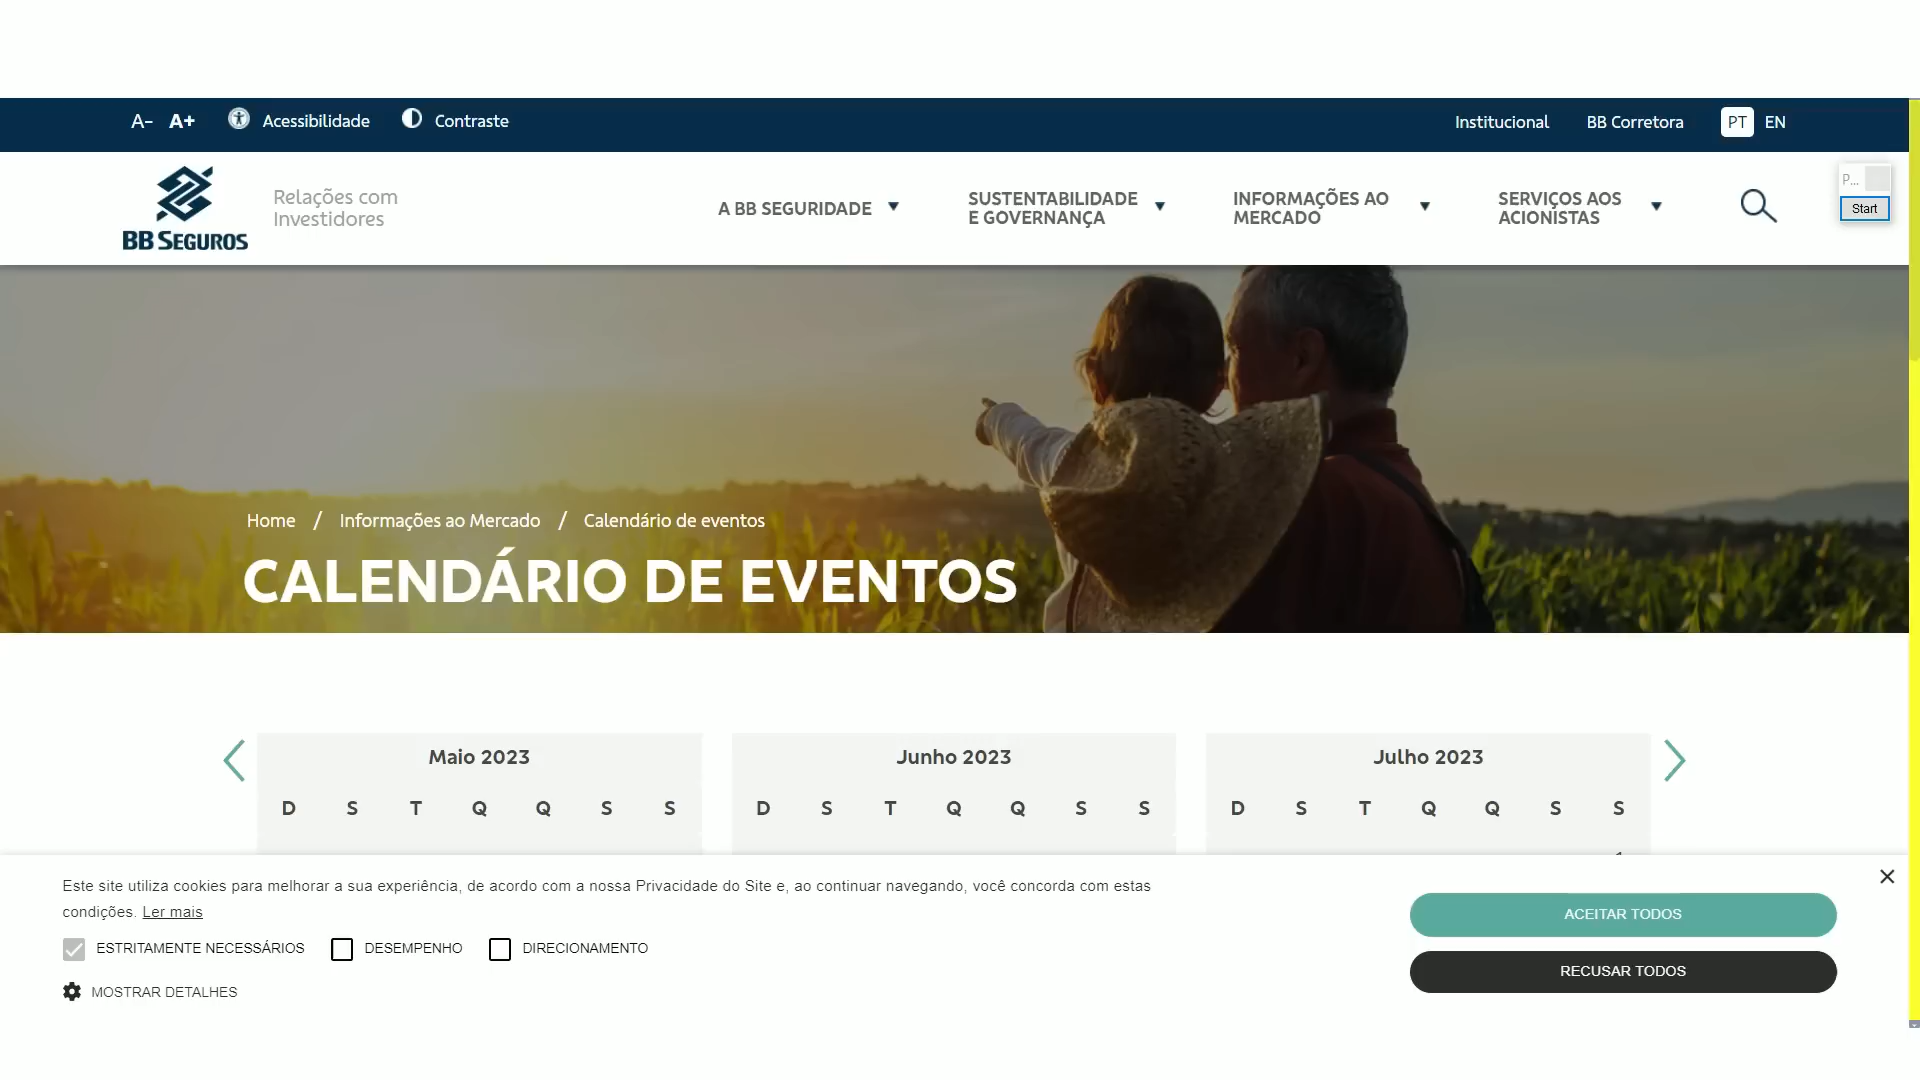 A- A+ Acessibilidade Contraste Institucional BB Corretora PT EN
BB SEGUROS
Relações com
Investidores
A BB SEGURIDADE
SUSTENTABILIDADE
E GOVERNANÇA
INFORMAÇÕES AO
MERCADO
SERVIÇOS AOS
ACIONISTAS
P...
Start
Home / Informações ao Mercado / Calendário de eventos
CALENDÁRIO DE EVENTOS
Maio 2023
D S T Q Q S S
Junho 2023
D S T Q Q S S
Julho 2023
D S T Q Q S S
Este site utiliza cookies para melhorar a sua experiência, de acordo com a nossa Privacidade do Site e, ao continuar navegando, você concorda com estas
condições. Ler mais
ESTRITAMENTE NECESSÁRIOS DESEMPENHO DIRECIONAMENTO
MOSTRAR DETALHES
ACEITAR TODOS
RECUSAR TODOS